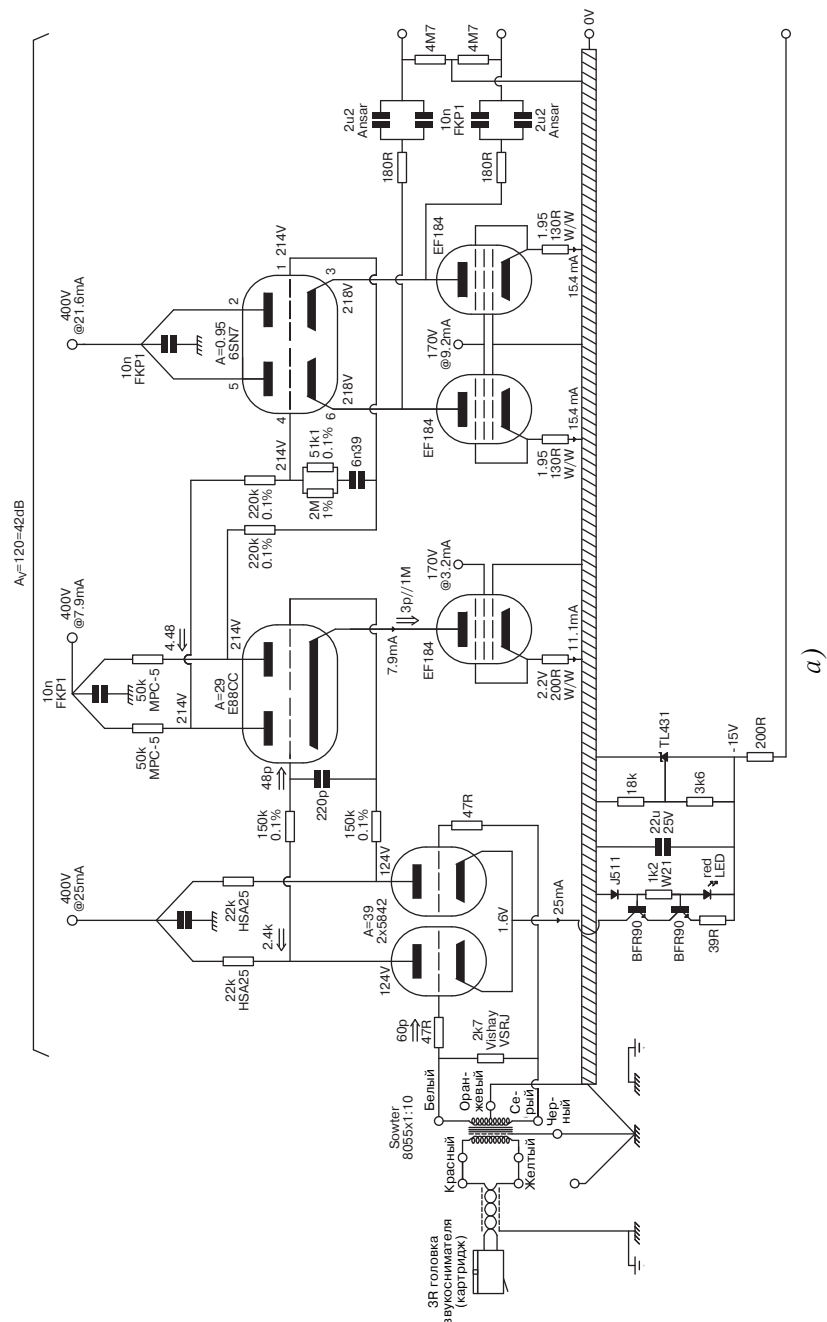 A_V=120=42dB
400V
@25mA
22k
HSA25
22k
HSA25
2.4k
124V
124V
A=39
2x5842
60p
47R
47R
1.6V
25mA
Sowter
8055x1:10
Белый
Оран-
жевый
Се-
рый
Чер-
ный
Красный
Желтый
2k7
Vishay
VSRJ
3R головка
звукоснимателя
(картридж)
150k
0.1%
150k
0.1%
220p
48p
10n
FKP1
400V
@7.9mA
50k
MPC-5
50k
MPC-5
214V
4.48
214V
A=29
E88CC
7.9mA
3p//1M
EF184
170V
@3.2mA
2.2V
200R
W/W
11.1mA
220k
0.1%
220k
0.1%
214V
51k1
0.1%
2M
1%
6n39
10n
FKP1
400V
@21.6mA
A=0.95
6SN7
5
2
4
1
214V
6
3
218V
218V
EF184
EF184
170V
@9.2mA
1.95
130R
W/W
15.4mA
1.95
130R
W/W
15.4mA
180R
180R
2u2
Ansar
10n
FKP1
2u2
Ansar
4M7
4M7
0V
J511
1k2
W21
red
LED
BFR90
BFR90
39R
22u
25V
18k
3k6
TL431
-15V
200R
а)